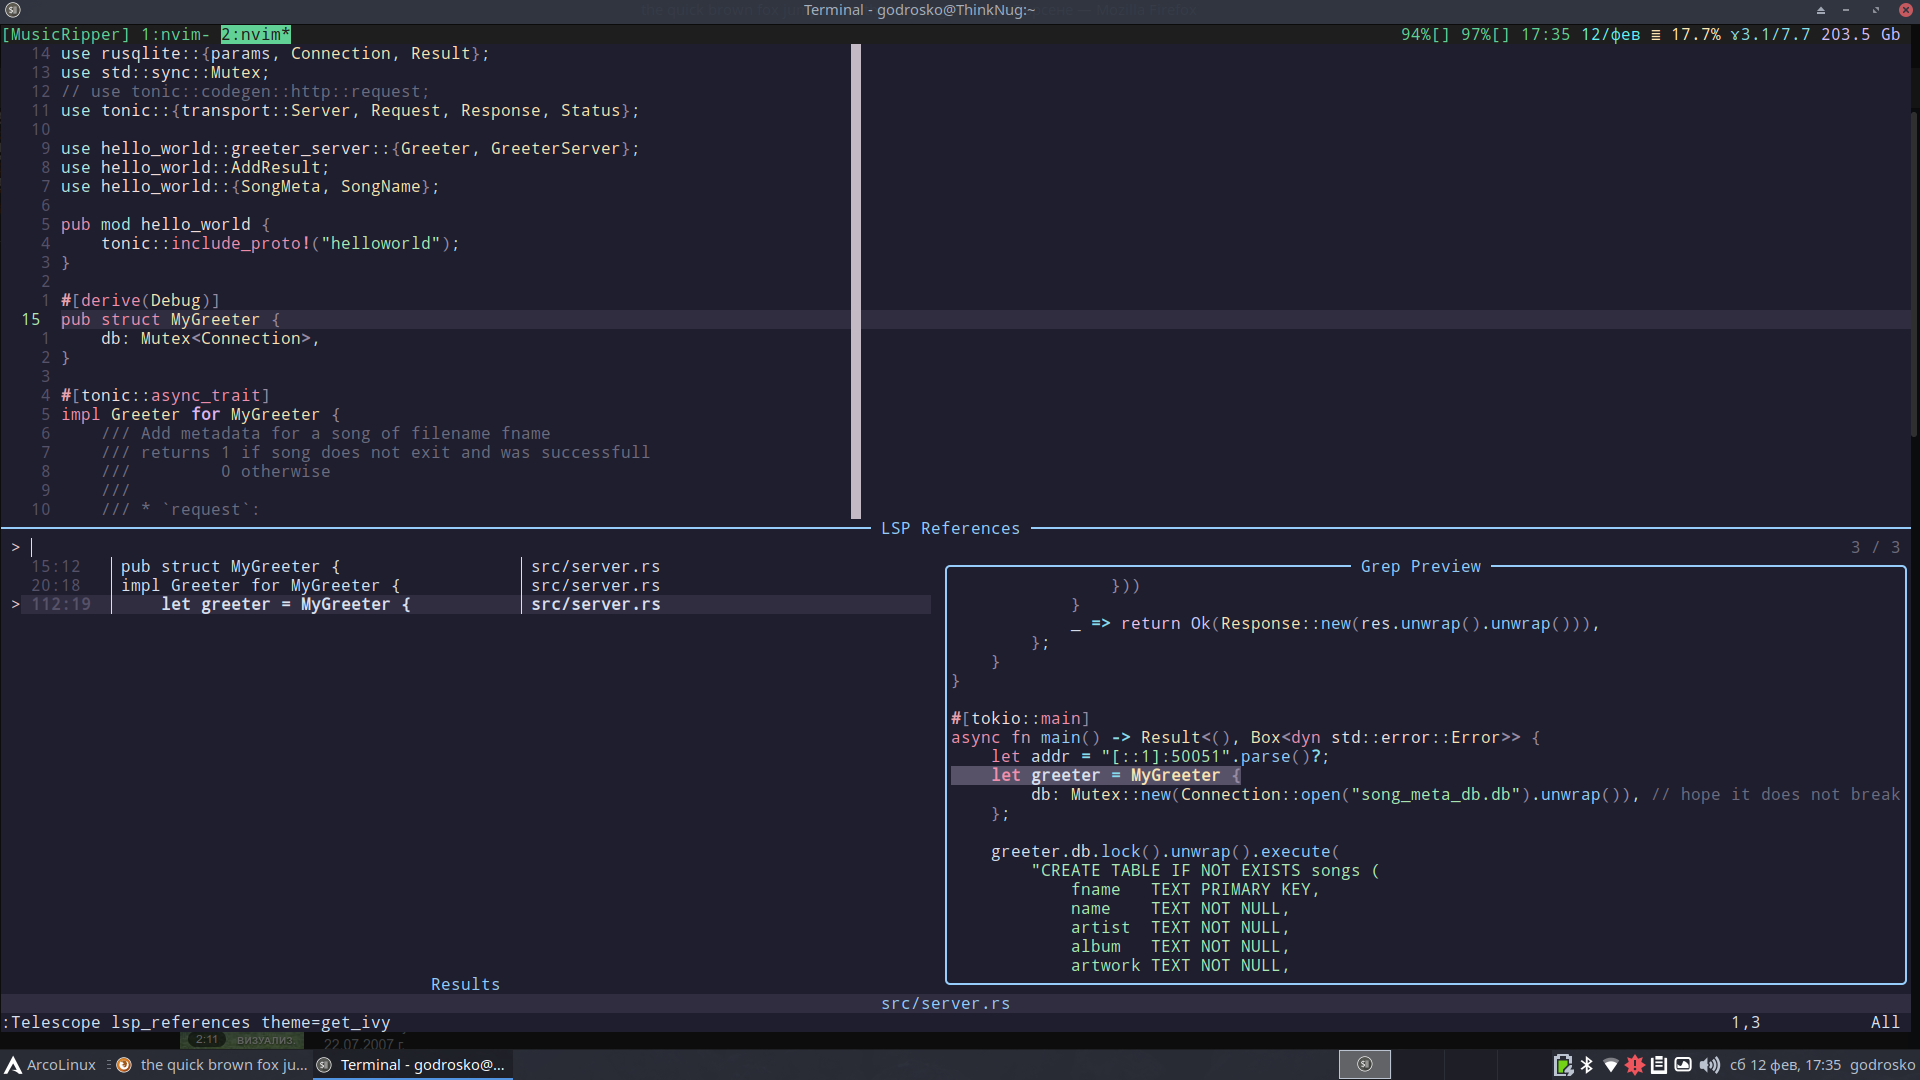 Terminal - godrosko@ThinkNug:~
[MusicRipper] 1:nvim- 2:nvim* 94%[] 97%[] 17:35 12/фев ≣ 17.7% ɤ3.1/7.7 203.5 Gb
14 use rusqlite::{params, Connection, Result};
13 use std::sync::Mutex;
12 // use tonic::codegen::http::request;
11 use tonic::{transport::Server, Request, Response, Status};
10
9 use hello_world::greeter_server::{Greeter, GreeterServer};
8 use hello_world::AddResult;
7 use hello_world::{SongMeta, SongName};
6
5 pub mod hello_world {
4     tonic::include_proto!("helloworld");
3 }
2
1 #[derive(Debug)]
15 pub struct MyGreeter {
1     db: Mutex<Connection>,
2 }
3
4 #[tonic::async_trait]
5 impl Greeter for MyGreeter {
6     /// Add metadata for a song of filename fname
7     /// returns 1 if song does not exit and was successfull
8     ///         0 otherwise
9     ///
10     /// * `request`:
LSP References
>
3 / 3
15:12 │pub struct MyGreeter { │src/server.rs
20:18 │impl Greeter for MyGreeter { │src/server.rs
> 112:19 │    let greeter = MyGreeter { │src/server.rs
Results
Grep Preview
}))
}
_ => return Ok(Response::new(res.unwrap().unwrap())),
};
}
}
#[tokio::main]
async fn main() -> Result<(), Box<dyn std::error::Error>> {
    let addr = "[::1]:50051".parse()?;
    let greeter = MyGreeter {
        db: Mutex::new(Connection::open("song_meta_db.db").unwrap()), // hope it does not break
    };
    greeter.db.lock().unwrap().execute(
        "CREATE TABLE IF NOT EXISTS songs (
            fname   TEXT PRIMARY KEY,
            name    TEXT NOT NULL,
            artist  TEXT NOT NULL,
            album   TEXT NOT NULL,
            artwork TEXT NOT NULL,
src/server.rs
:Telescope lsp_references theme=get_ivy 1,3 All
2:11 ВИЗУАЛИЗ. 22.07.2007 г.
ArcoLinux the quick brown fox ju... Terminal - godrosko@... сб 12 фев, 17:35 godrosko